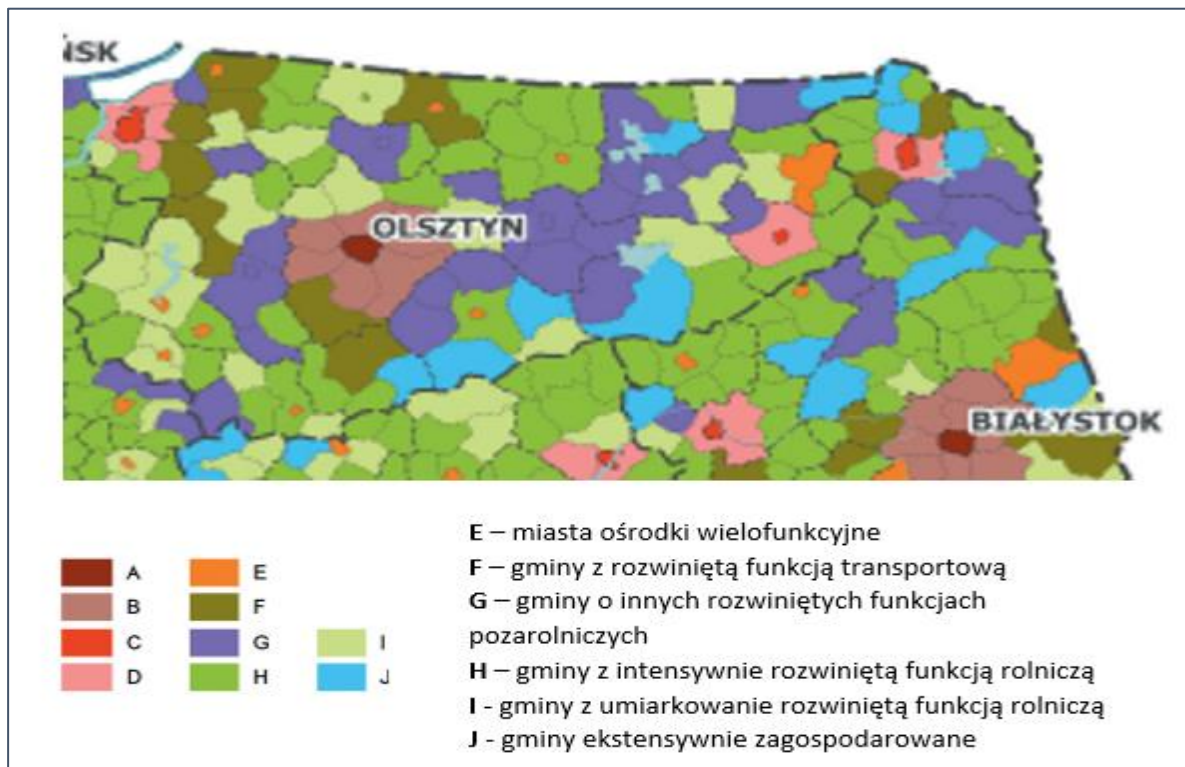 ŃSK
OLSZTYN
BIAŁYSTOK
A
B
C
D
E
F
G
H
I
J
E – miasta ośrodki wielofunkcyjne
F – gminy z rozwiniętą funkcją transportową
G – gminy o innych rozwiniętych funkcjach
pozarolniczych
H – gminy z intensywnie rozwiniętą funkcją rolniczą
I - gminy z umiarkowanie rozwiniętą funkcją rolniczą
J - gminy ekstensywnie zagospodarowane